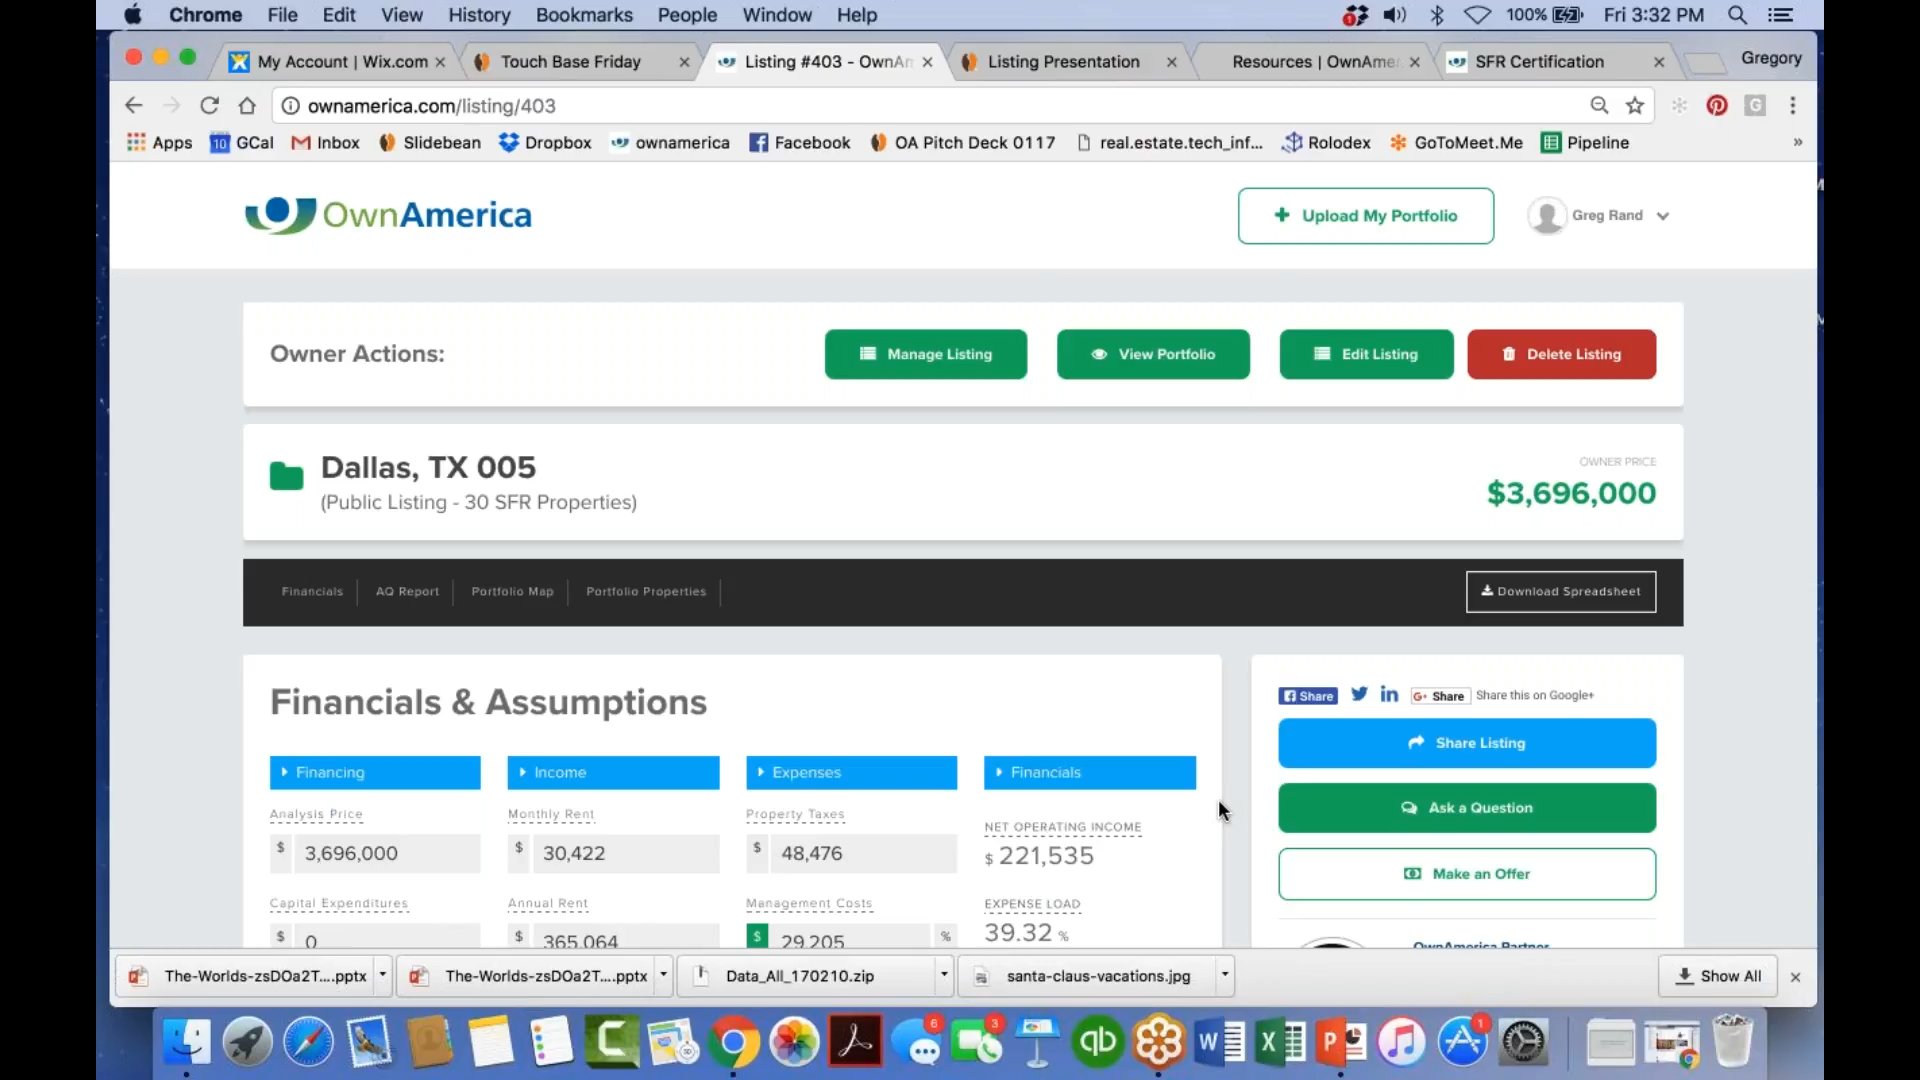 Chrome File Edit View History Bookmarks People Window Help 100% Fri 3:32 PM
My Account | Wix.com Touch Base Friday Listing #403 - OwnAm Listing Presentation Resources | OwnAmer SFR Certification Gregory
ownamerica.com/listing/403
Apps GCal Inbox Slidebean Dropbox ownamerica Facebook OA Pitch Deck 0117 real.estate.tech_inf... Rolodex GoToMeet.Me Pipeline »
OwnAmerica
Upload My Portfolio
Greg Rand
Owner Actions:
Manage Listing
View Portfolio
Edit Listing
Delete Listing
Dallas, TX 005
(Public Listing - 30 SFR Properties)
OWNER PRICE
$3,696,000
Financials AQ Report Portfolio Map Portfolio Properties
Download Spreadsheet
Financials & Assumptions
Financing Income Expenses Financials
Analysis Price Monthly Rent Property Taxes NET OPERATING INCOME
$ 3,696,000 $ 30,422 $ 48,476 $ 221,535
Capital Expenditures Annual Rent Management Costs EXPENSE LOAD
$ 0 $ 365,064 $ 29,205 % 39.32 %
Share G+ Share Share this on Google+
Share Listing
Ask a Question
Make an Offer
OwnAmerica Partner
The-Worlds-zsDOa2T....pptx The-Worlds-zsDOa2T....pptx Data_All_170210.zip santa-claus-vacations.jpg Show All
6 3 qb W X P 1